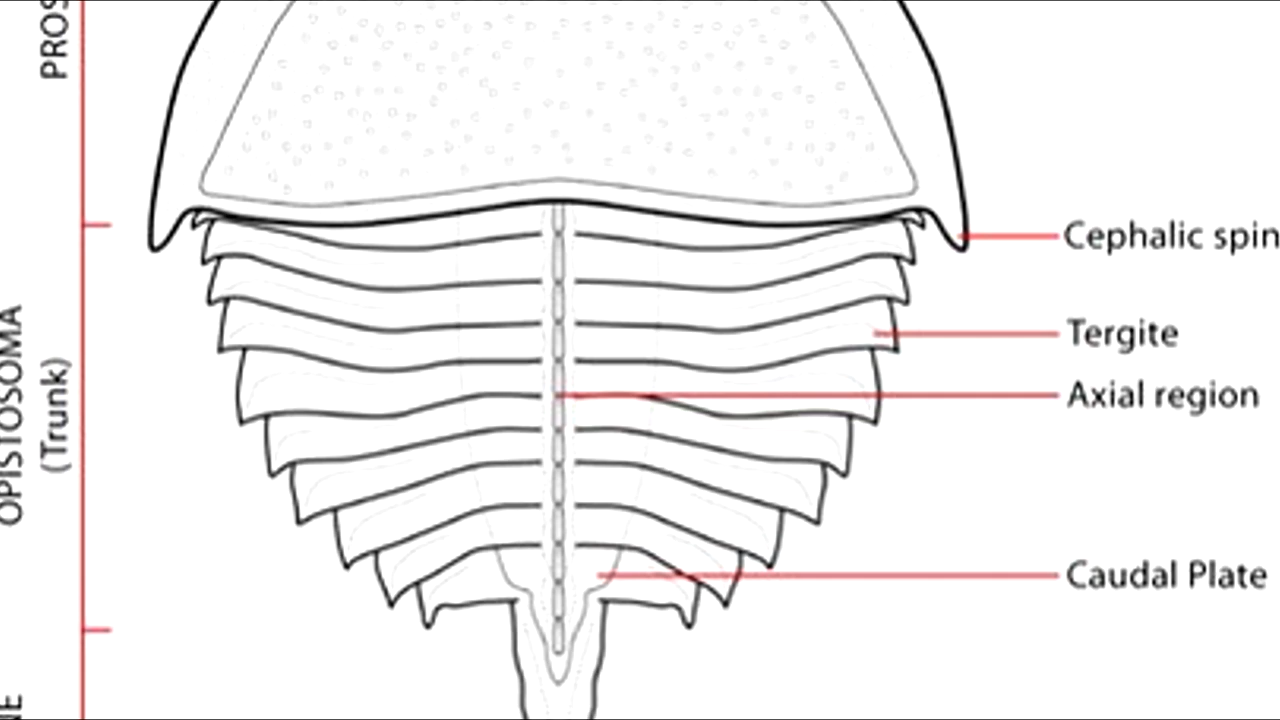 PROS
OPISTOSOMA
(Trunk)
Cephalic spin
Tergite
Axial region
Caudal Plate